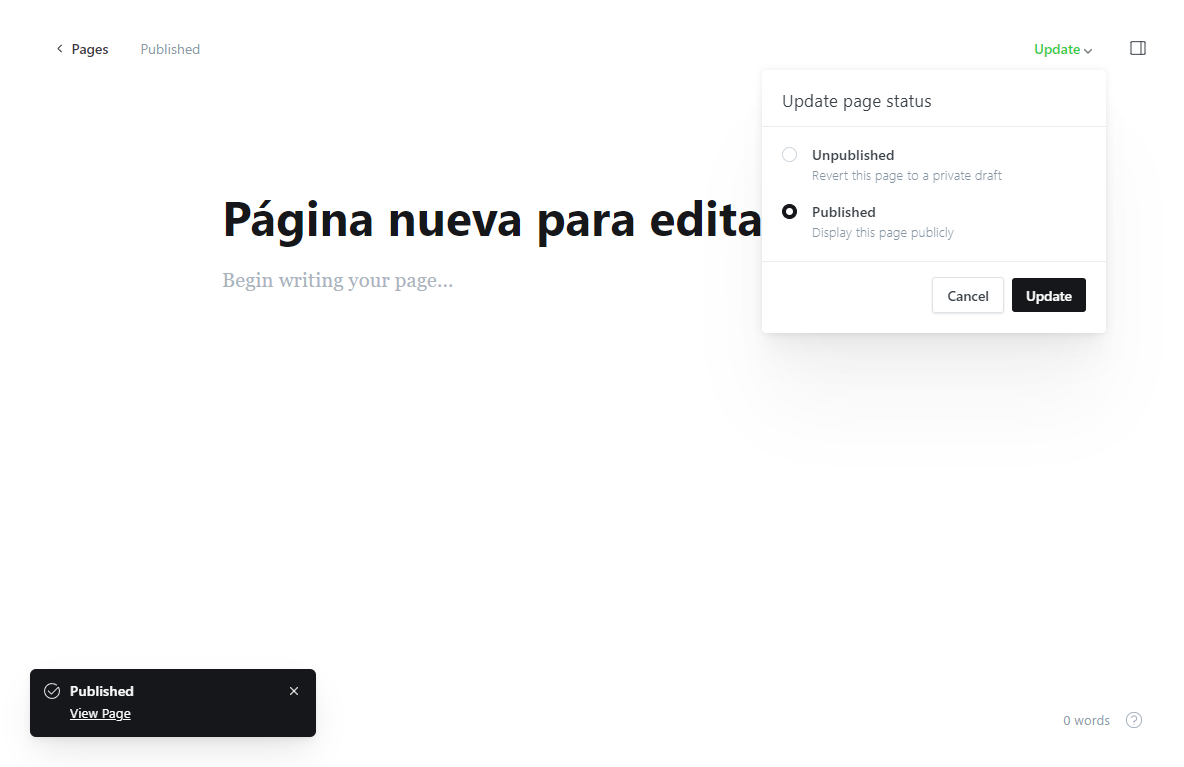 Pages
Published
Update
Update page status
Unpublished
Revert this page to a private draft
Published
Display this page publicly
Cancel
Update
Página nueva para edita
Begin writing your page...
Published
View Page
0 words
?